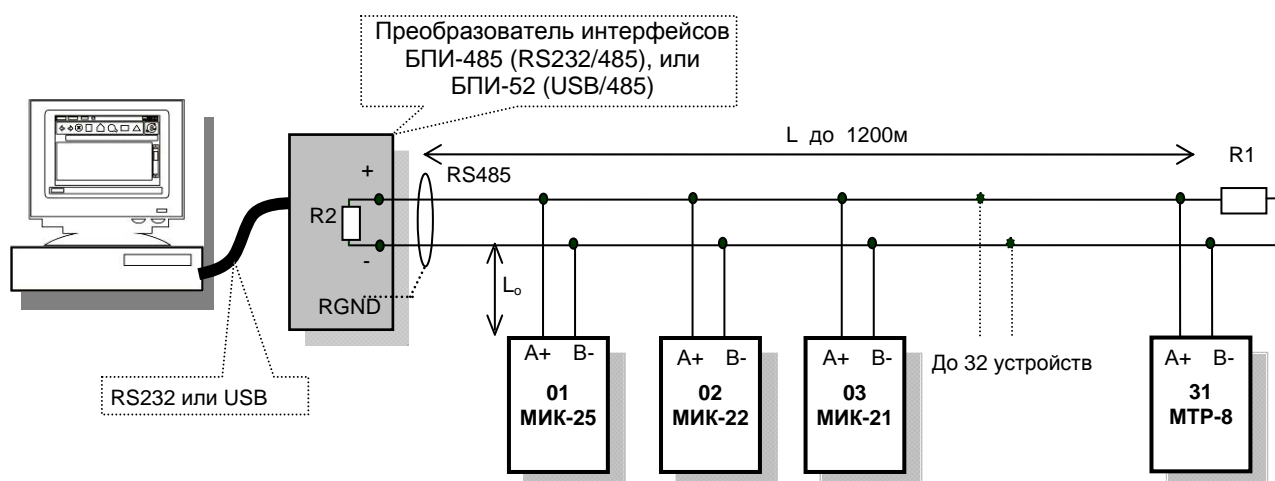 Преобразователь интерфейсов
БПИ-485 (RS232/485), или
БПИ-52 (USB/485)
L до 1200м
R1
RS485
+
R2
-
RGND
Lo
A+ B-
01
МИК-25
A+ B-
02
МИК-22
A+ B-
03
МИК-21
До 32 устройств
A+ B-
31
МТР-8
RS232 или USB